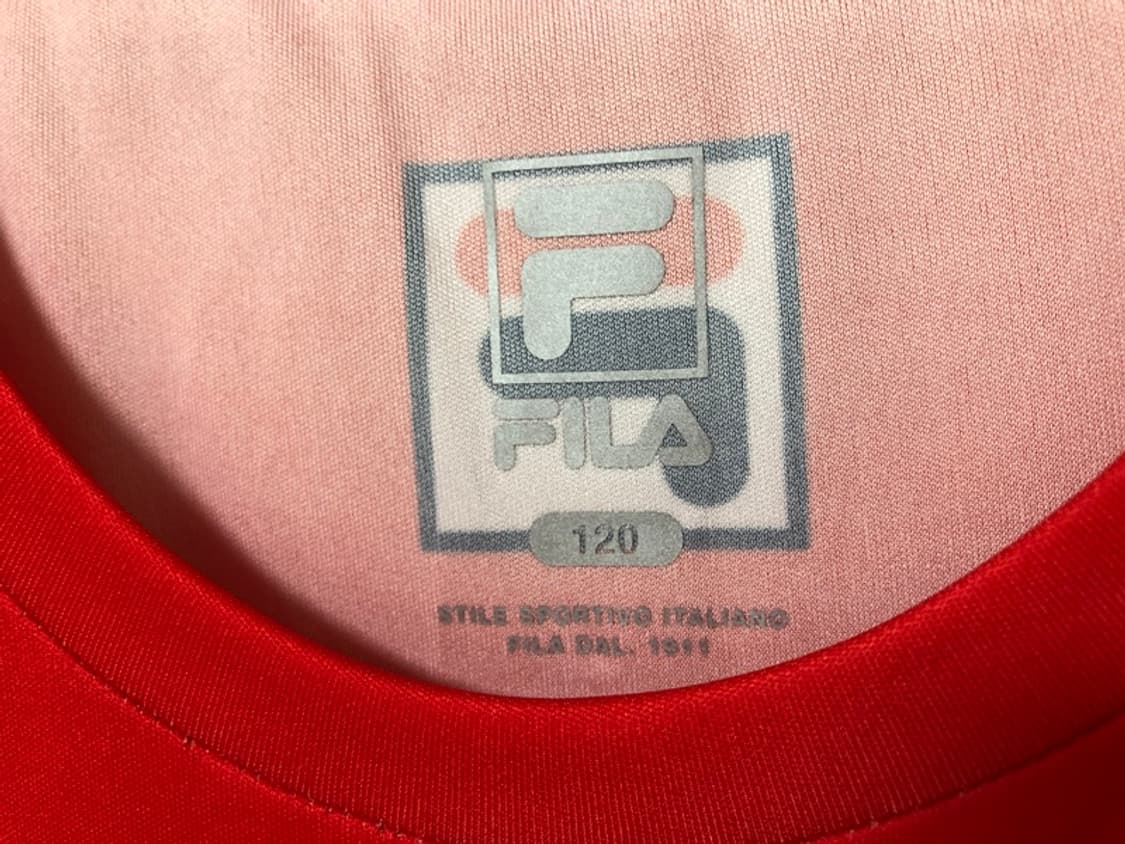 F
FILA
120
STILE SPORTIVO ITALIANO
FILA DAL. 1911